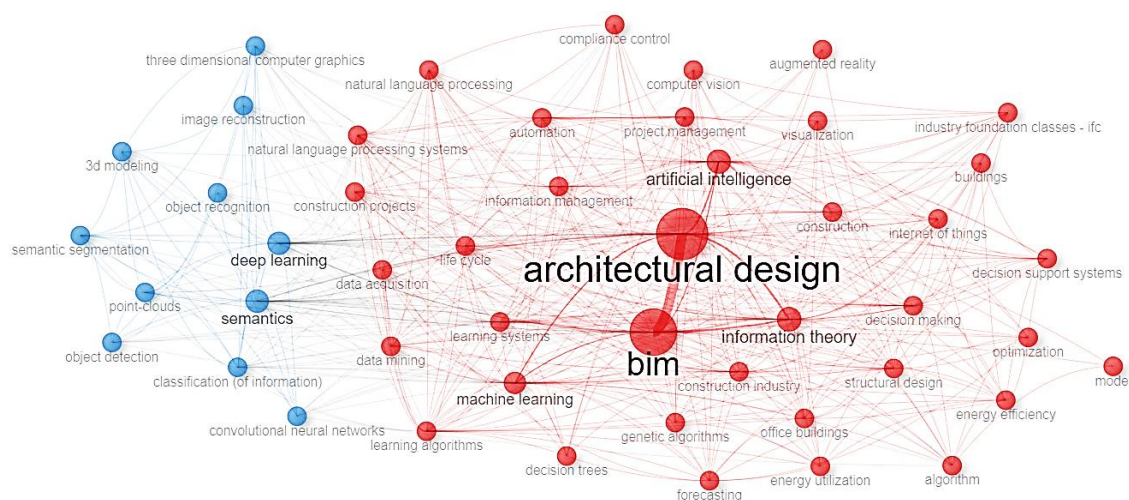 compliance control
three dimensional computer graphics
augmented reality
natural language processing
computer vision
image reconstruction
automation
project management
visualization
industry foundation classes - ifc
natural language processing systems
3d modeling
artificial intelligence
buildings
object recognition
construction projects
information management
construction
internet of things
semantic segmentation
deep learning
life cycle
architectural design
decision support systems
data acquisition
point-clouds
semantics
learning systems
information theory
decision making
object detection
data mining
bim
optimization
classification (of information)
machine learning
construction industry
structural design
mode
convolutional neural networks
learning algorithms
genetic algorithms
office buildings
energy efficiency
decision trees
energy utilization
algorithm
forecasting